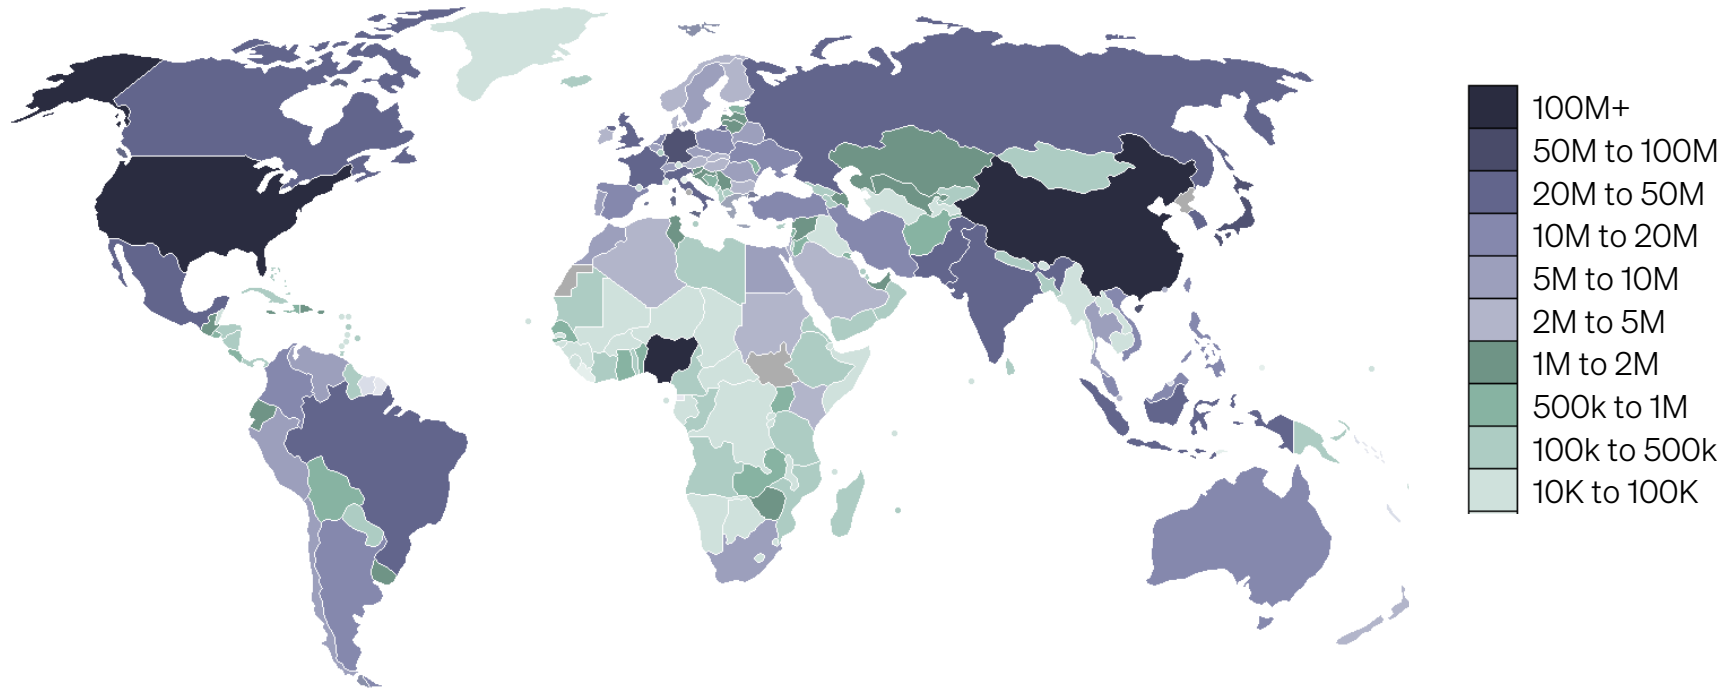 100M+
50M to 100M
20M to 50M
10M to 20M
5M to 10M
2M to 5M
1M to 2M
500k to 1M
100k to 500k
10K to 100K